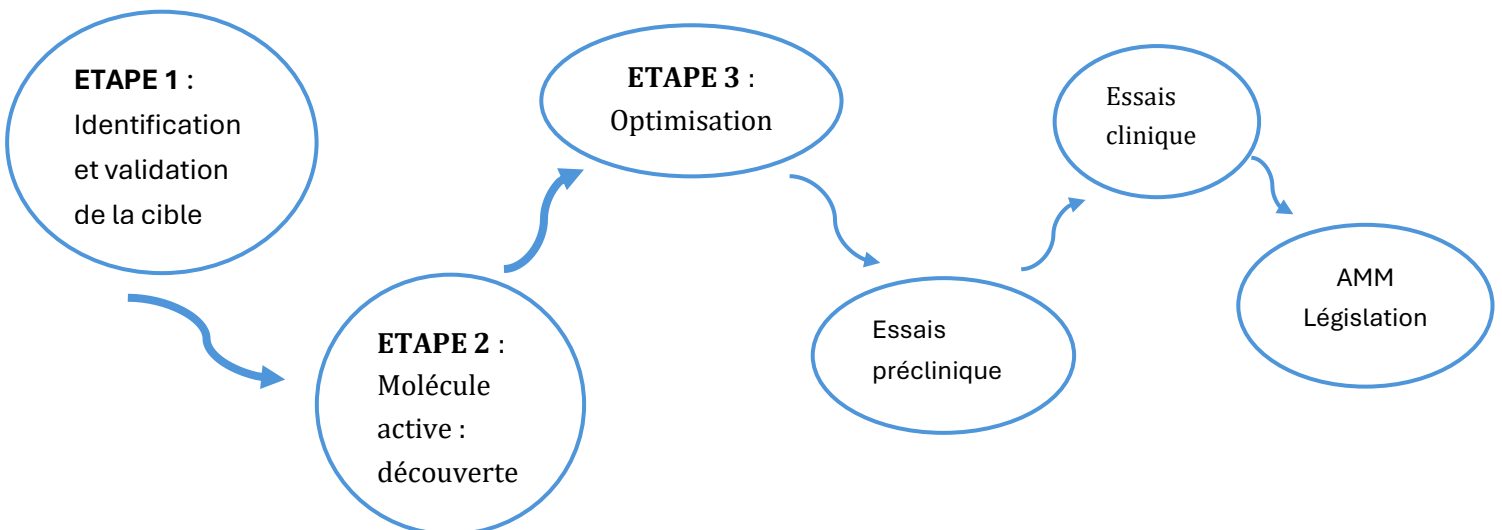 ETAPE 1 :
Identification
et validation
de la cible
ETAPE 2 :
Molécule
active :
découverte
ETAPE 3 :
Optimisation
Essais
préclinique
Essais
clinique
AMM
Législation